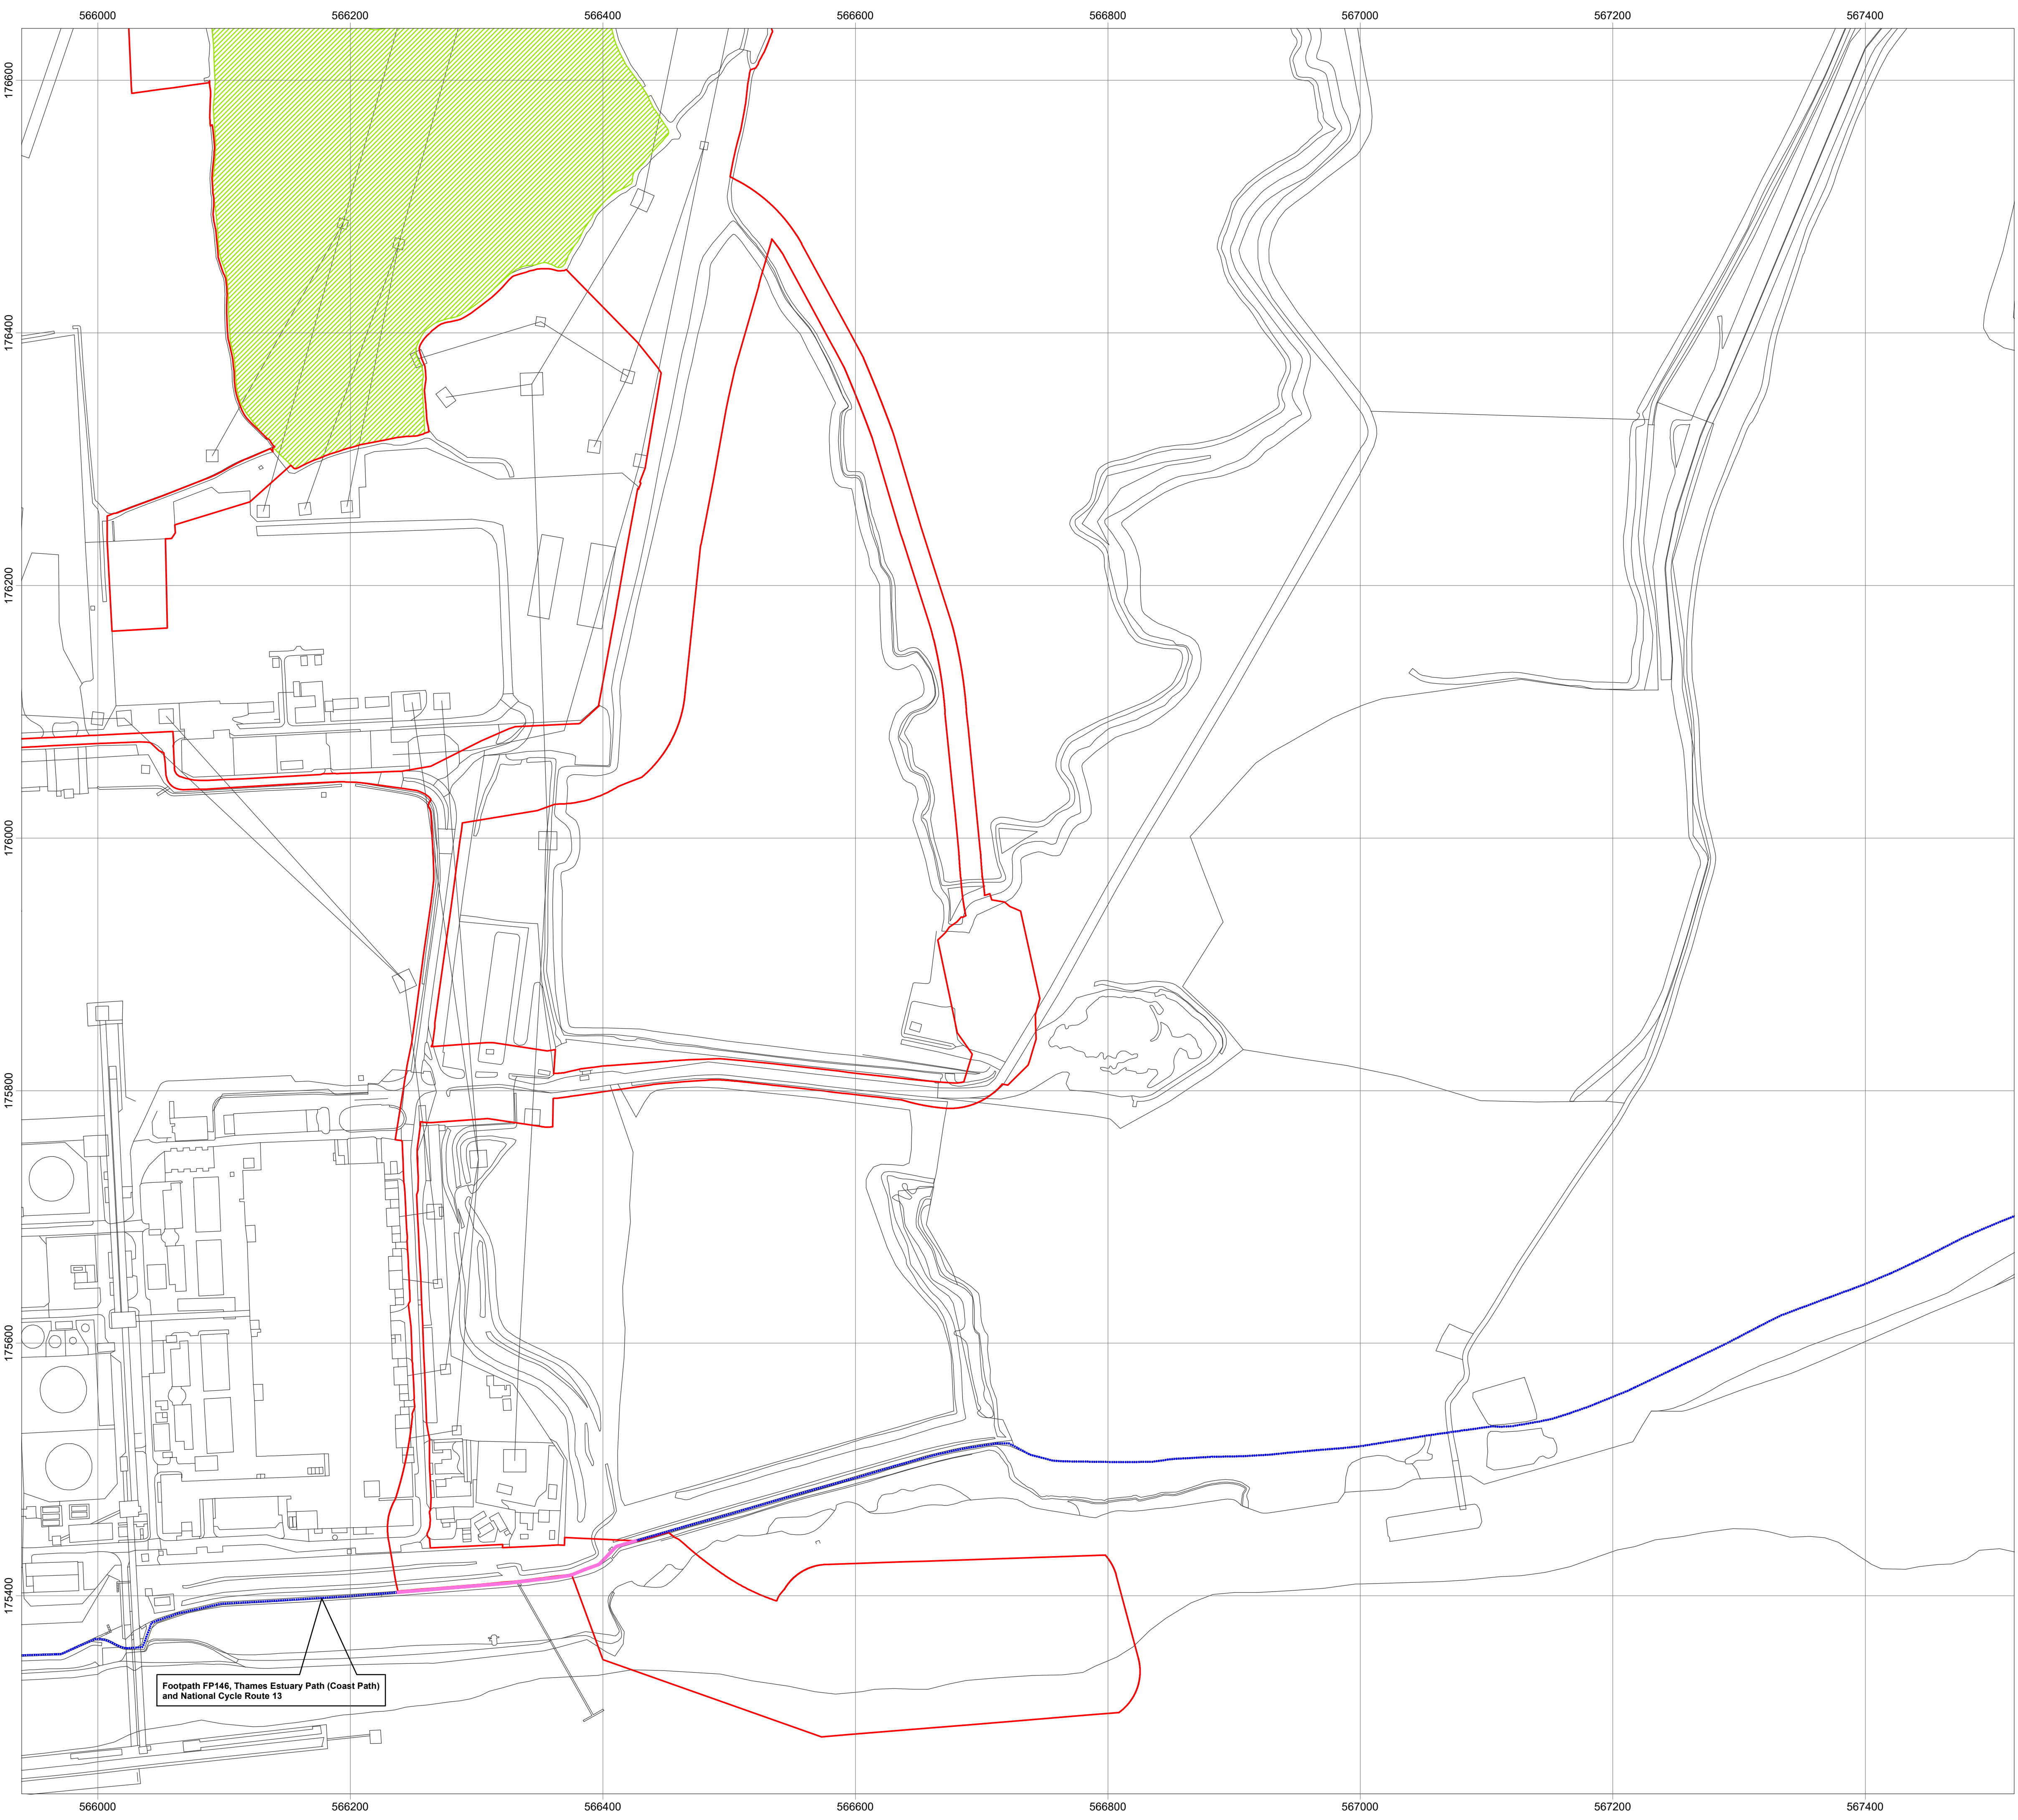 566000 566200 566400 566600 566800 567000 567200 567400
176600
176400
176200
176000
175800
175600
175400
Footpath FP146, Thames Estuary Path (Coast Path)
and National Cycle Route 13
566000 566200 566400 566600 566800 567000 567200 567400